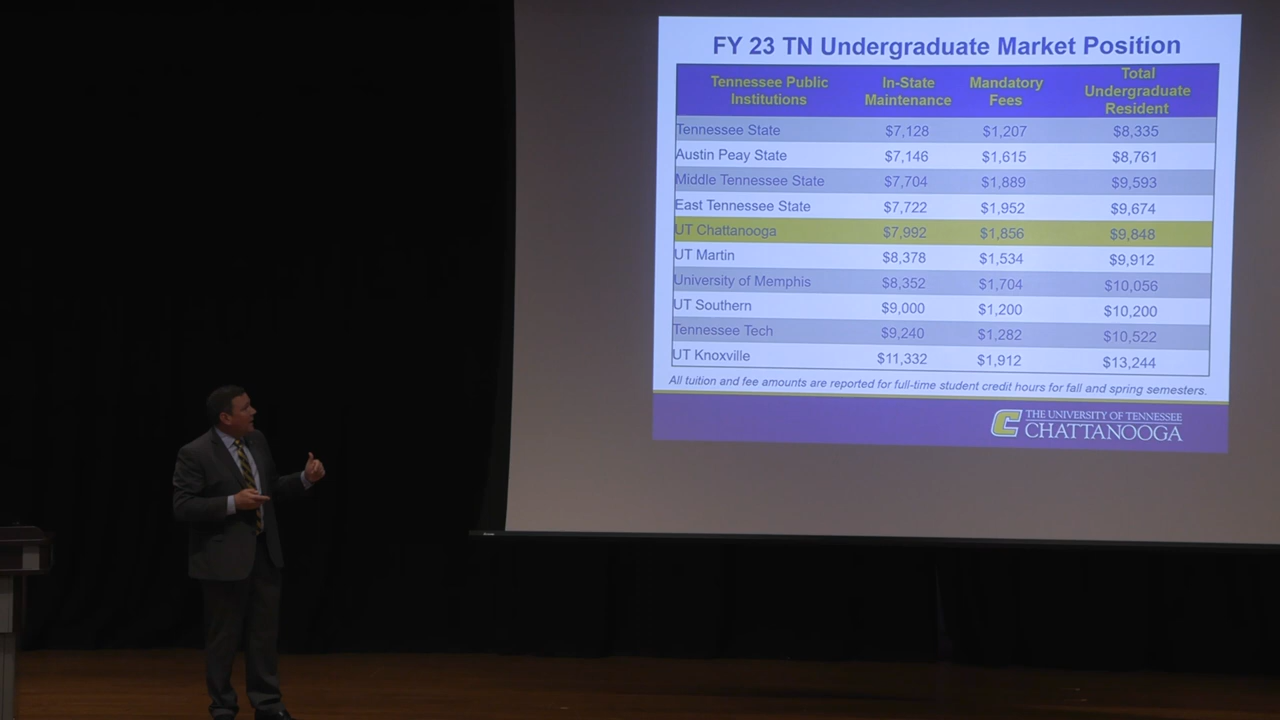 FY 23 TN Undergraduate Market Position
Tennessee Public Institutions In-State Maintenance Mandatory Fees Total Undergraduate Resident
Tennessee State $7,128 $1,207 $8,335
Austin Peay State $7,146 $1,615 $8,761
Middle Tennessee State $7,704 $1,889 $9,593
East Tennessee State $7,722 $1,952 $9,674
UT Chattanooga $7,992 $1,856 $9,848
UT Martin $8,378 $1,534 $9,912
University of Memphis $8,352 $1,704 $10,056
UT Southern $9,000 $1,200 $10,200
Tennessee Tech $9,240 $1,282 $10,522
UT Knoxville $11,332 $1,912 $13,244
All tuition and fee amounts are reported for full-time student credit hours for fall and spring semesters.
C THE UNIVERSITY OF TENNESSEE
CHATTANOOGA